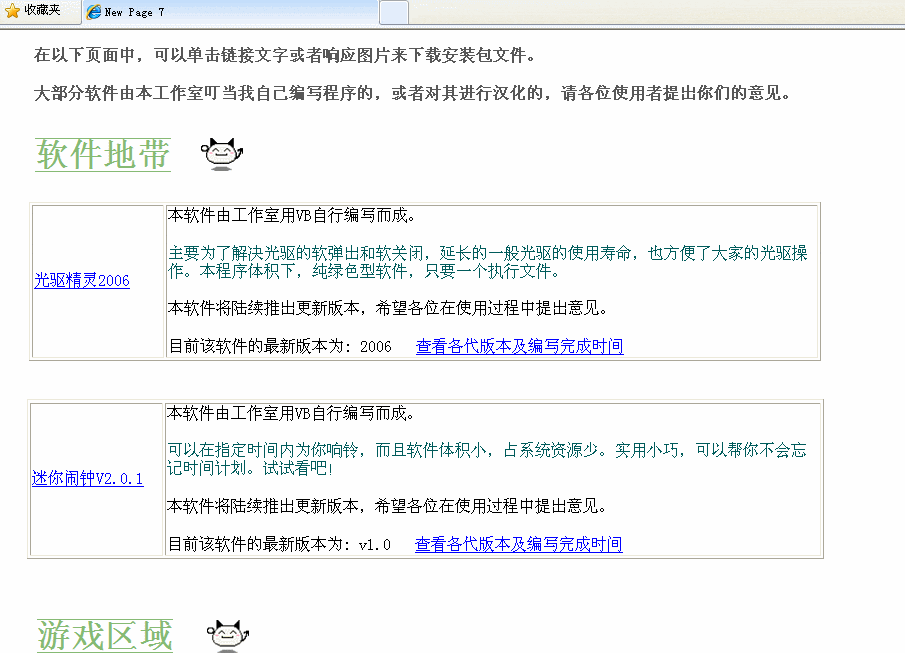 收藏夹
New Page 7
在以下页面中，可以单击链接文字或者响应图片来下载安装包文件。
大部分软件由本工作室叮当我自己编写程序的，或者对其进行汉化的，请各位使用者提出你们的意见。
软件地带
本软件由工作室用VB自行编写而成。
主要为了解决光驱的软弹出和软关闭，延长的一般光驱的使用寿命，也方便了大家的光驱操
作。本程序体积下，纯绿色型软件，只要一个执行文件。
光驱精灵2006
本软件将陆续推出更新版本，希望各位在使用过程中提出意见。
目前该软件的最新版本为: 2006 查看各代版本及编写完成时间
本软件由工作室用VB自行编写而成。
可以在指定时间内为你响铃，而且软件体积小，占系统资源少。实用小巧，可以帮你不会忘
记时间计划。试试看吧!
迷你闹钟V2.0.1
本软件将陆续推出更新版本，希望各位在使用过程中提出意见。
目前该软件的最新版本为: v1.0 查看各代版本及编写完成时间
游戏区域